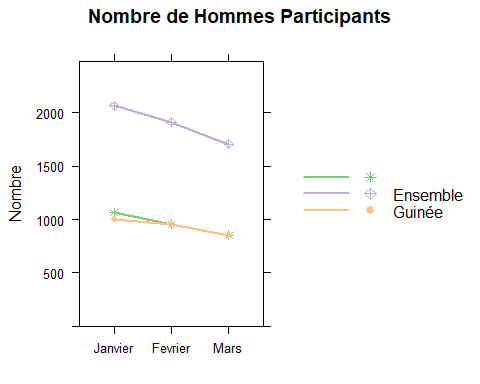 Nombre de Hommes Participants
Nombre
2000
1500
1000
500
Janvier Fevrier Mars
Ensemble
Guinée